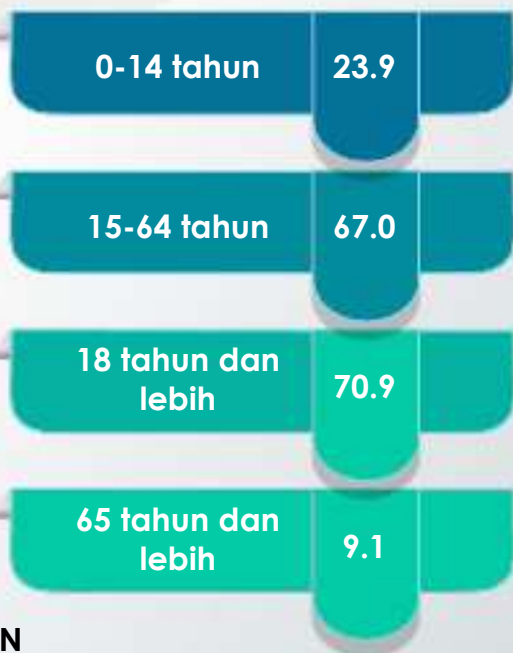 0-14 tahun 23.9
15-64 tahun 67.0
18 tahun dan
lebih
70.9
65 tahun dan
lebih
9.1
N